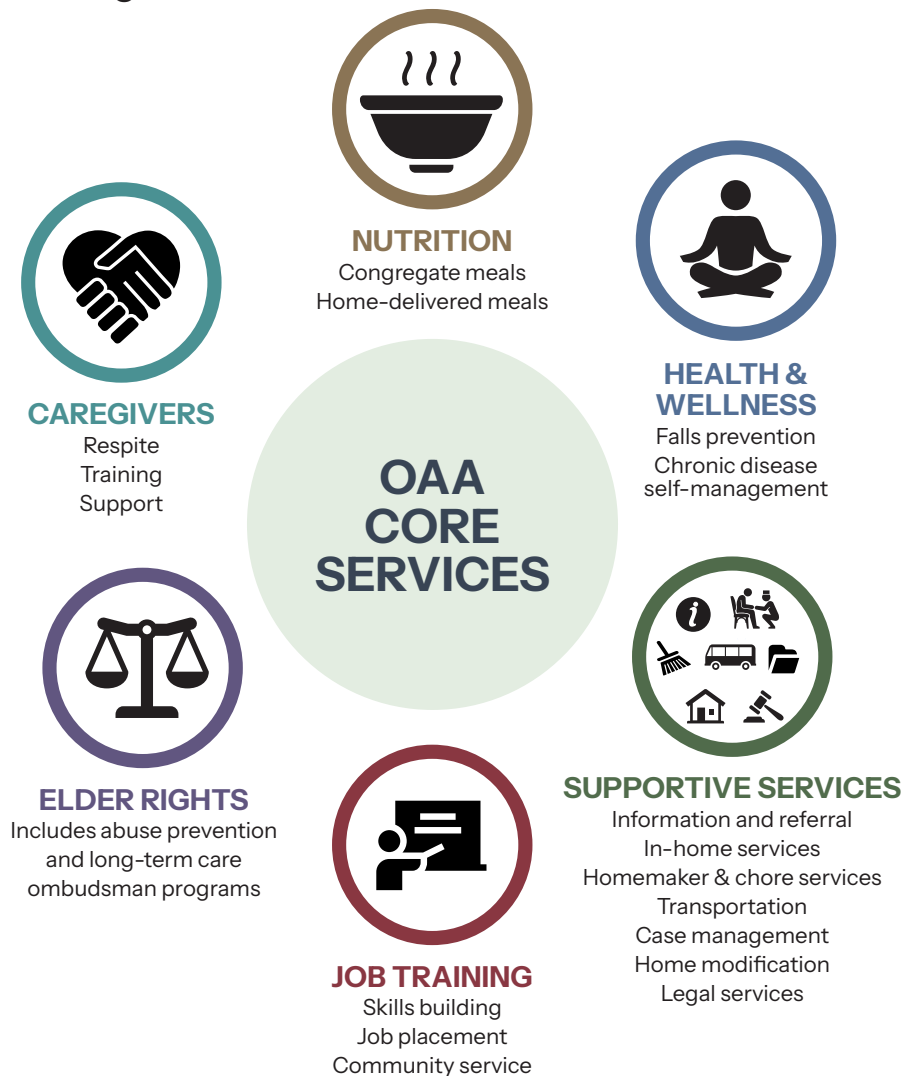 NUTRITION
Congregate meals
Home-delivered meals
HEALTH &
WELLNESS
Falls prevention
Chronic disease
self-management
CAREGIVERS
Respite
Training
Support
OAA
CORE
SERVICES
ELDER RIGHTS
Includes abuse prevention
and long-term care
ombudsman programs
SUPPORTIVE SERVICES
Information and referral
In-home services
Homemaker & chore services
Transportation
Case management
Home modification
Legal services
JOB TRAINING
Skills building
Job placement
Community service